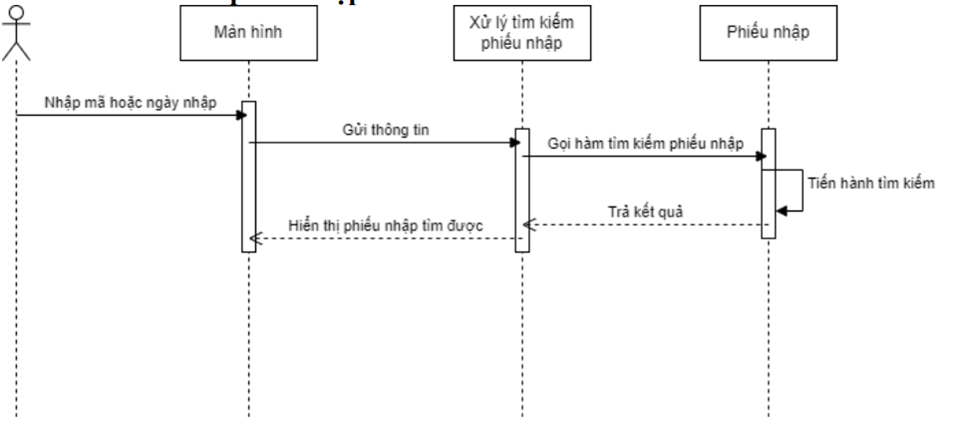 Màn hình
Xử lý tìm kiếm
phiếu nhập
Phiếu nhập
Nhập mã hoặc ngày nhập
Gửi thông tin
Gọi hàm tìm kiếm phiếu nhập
Tiến hành tìm kiếm
Trả kết quả
Hiển thị phiếu nhập tìm được